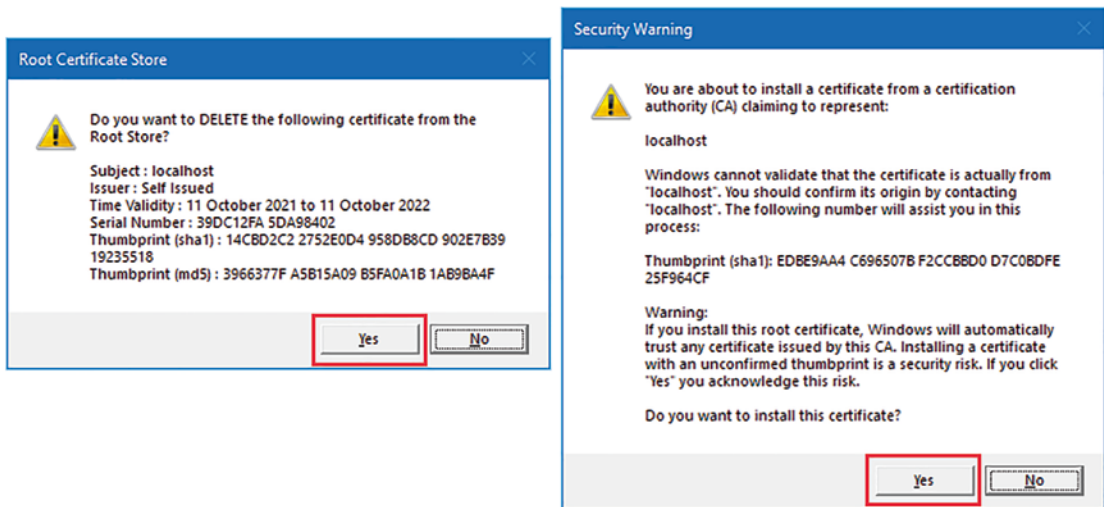 Root Certificate Store
Do you want to DELETE the following certificate from the
Root Store?
Subject : localhost
Issuer : Self Issued
Time Validity : 11 October 2021 to 11 October 2022
Serial Number : 39DC12FA 5DA98402
Thumbprint (sha1) : 14CBD2C2 2752E0D4 958DB8CD 902E7B39
19235518
Thumbprint (md5) : 3966377F A5B15A09 B5FA0A1B 1AB9BA4F
Yes
No
Security Warning
You are about to install a certificate from a certification
authority (CA) claiming to represent:
localhost
Windows cannot validate that the certificate is actually from
"localhost". You should confirm its origin by contacting
"localhost". The following number will assist you in this
process:
Thumbprint (sha1): EDBE9AA4 C696507B F2CCBBD0 D7C0BDFE
25F964CF
Warning:
If you install this root certificate, Windows will automatically
trust any certificate issued by this CA. Installing a certificate
with an unconfirmed thumbprint is a security risk. If you click
"Yes" you acknowledge this risk.
Do you want to install this certificate?
Yes
No